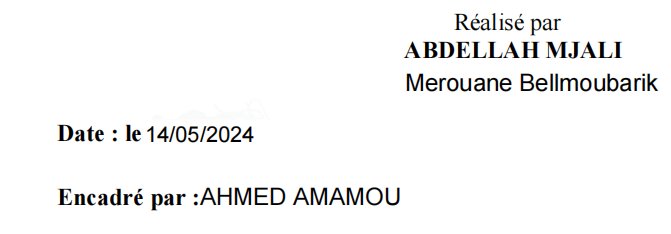 Réalisé par
ABDELLAH MJALI
Merouane Bellmoubarik
Date : le 14/05/2024
Encadré par :AHMED AMAMOU